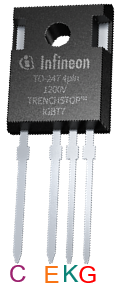 infineon
TO-247 4pin
1200V
TRENCHSTOP™
IGBT7
C E K G